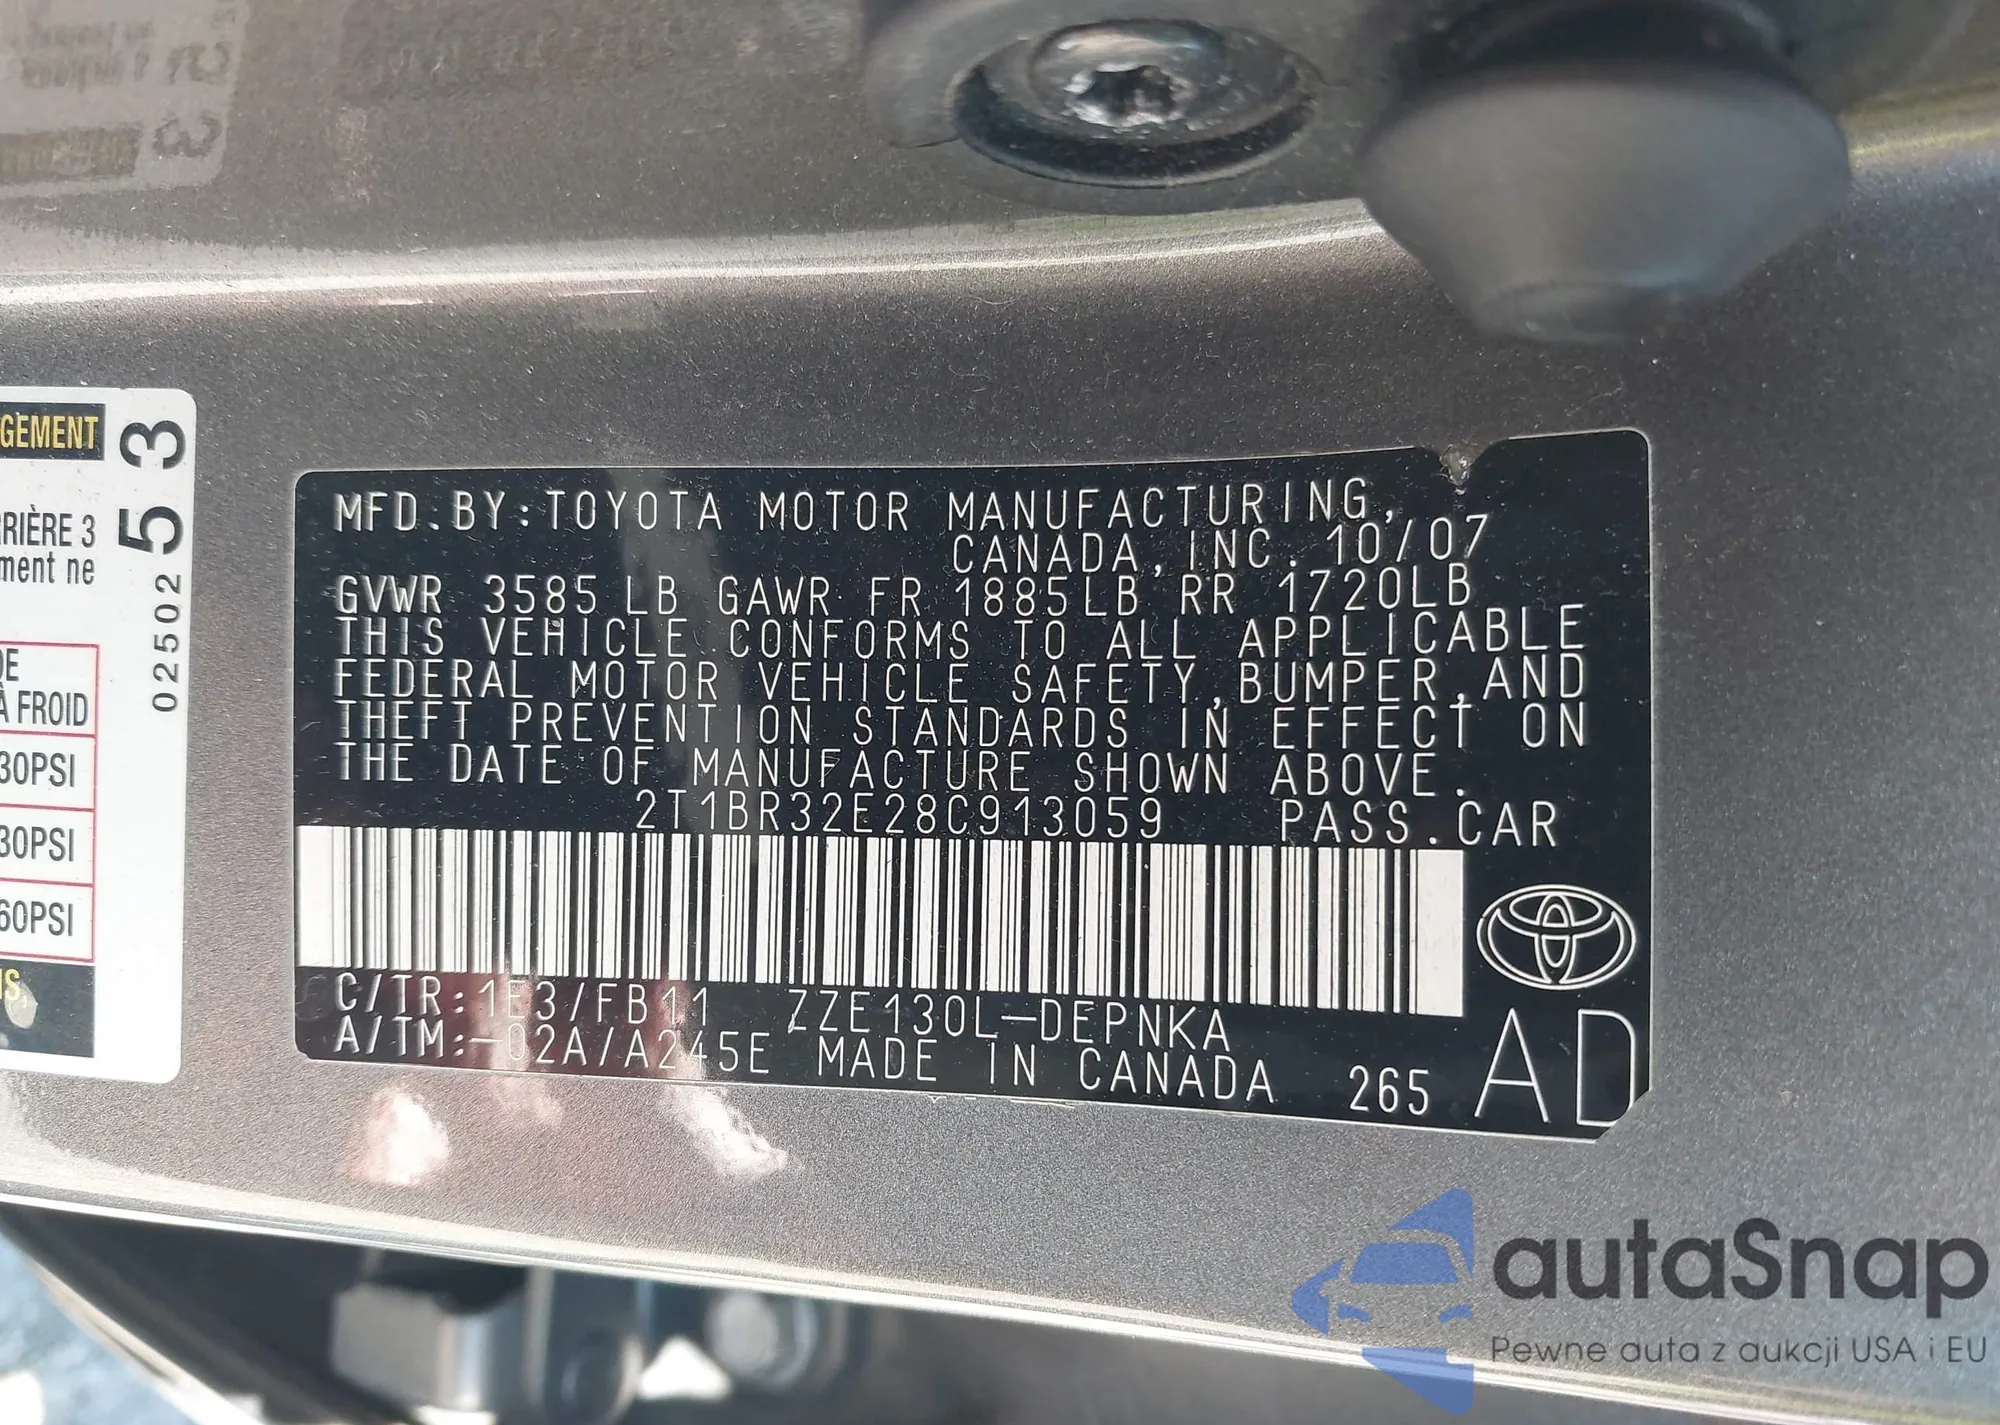 GEMENT
RRIÈRE 3
ment ne
DE
À FROID
30PSI
30PSI
60PSI
02502 53
MFD.BY:TOYOTA MOTOR MANUFACTURING,
CANADA,INC. 10/07
GVWR 3585 LB GAWR FR 1885LB RR 1720LB
THIS VEHICLE CONFORMS TO ALL APPLICABLE
FEDERAL MOTOR VEHICLE SAFETY,BUMPER,AND
THEFT PREVENTION STANDARDS IN EFFECT ON
THE DATE OF MANUFACTURE SHOWN ABOVE.
2T1BR32E28C913059 PASS.CAR
C/TR:1E3/FB11 ZZE130L-DEPNKA
A/TM:-02A/A245E MADE IN CANADA 265 AD
autaSnap
Pewne auta z aukcji USA i EU